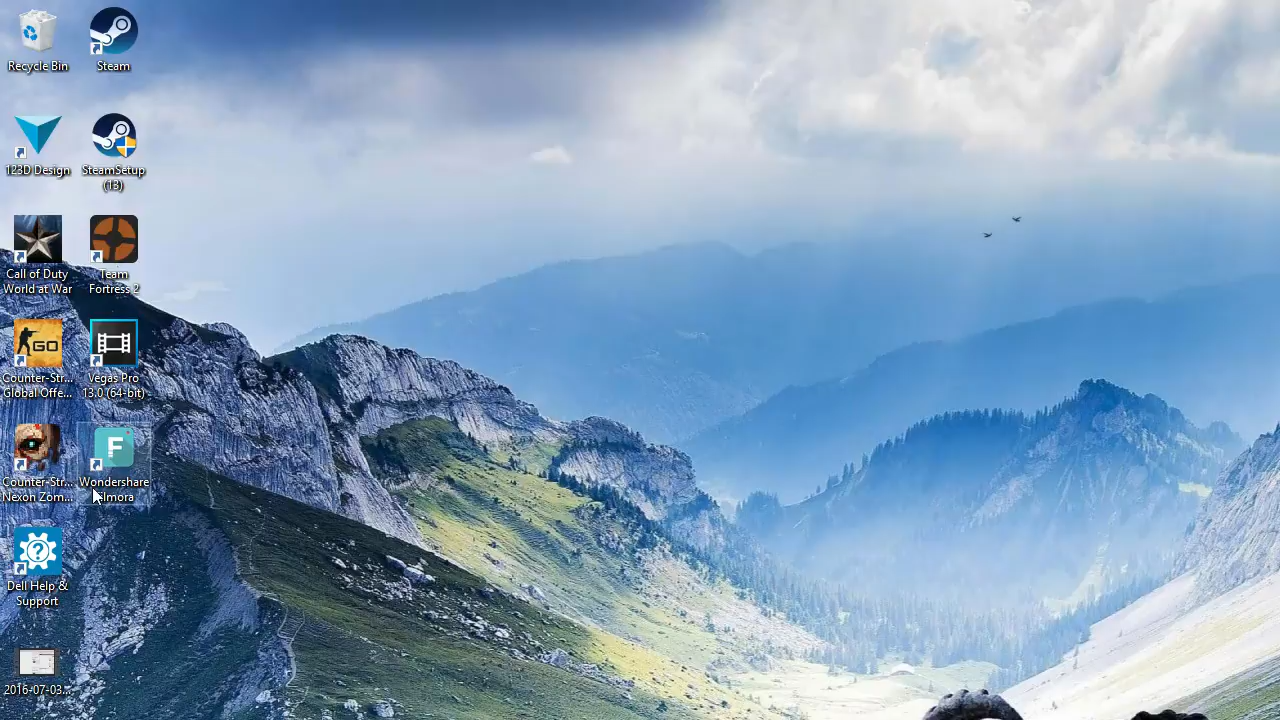 Recycle Bin
Steam
123D Design
SteamSetup
(13)
Call of Duty
World at War
Team
Fortress 2
GO
Counter-Str...
Global Offe...
Vegas Pro
13.0 (64-bit)
F
Counter-Str...
Nexon Zom...
Wondershare
Filmora
Dell Help &
Support
2016-07-03...